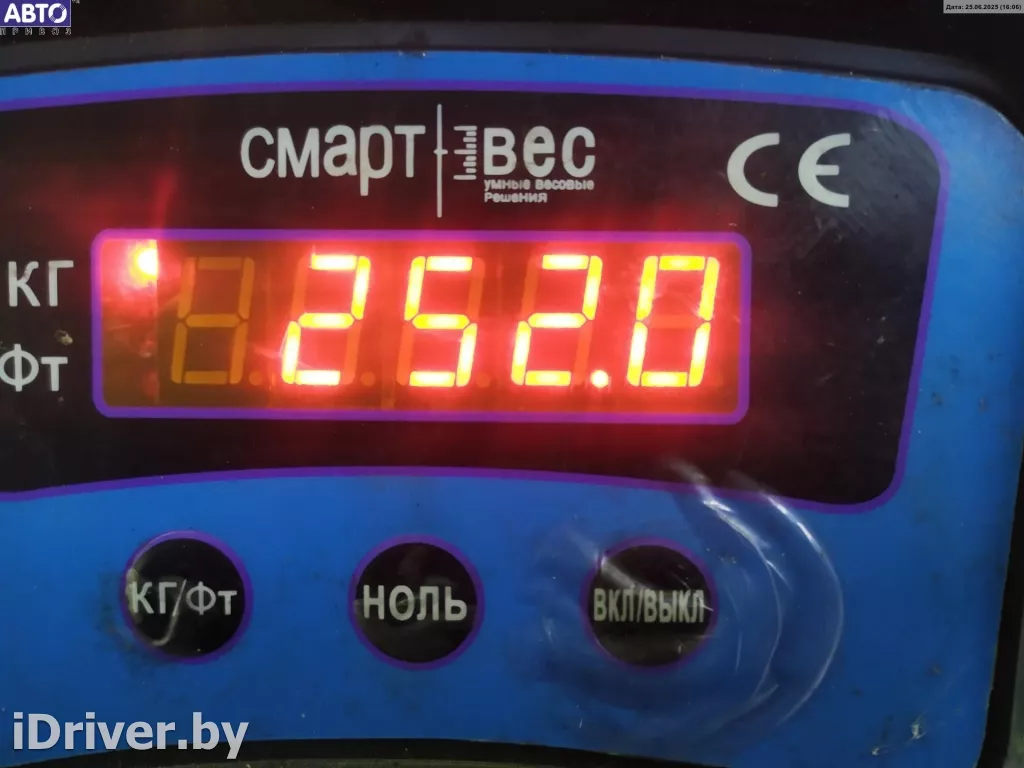 АВТО
ПРИВОЗ
Дата: 25.06.2025 (16:06)
смарт вес
умные весовые
решения
CE
КГ
Фт
252.0
КГ/Фт
НОЛЬ
ВКЛ/ВЫКЛ
iDriver.by